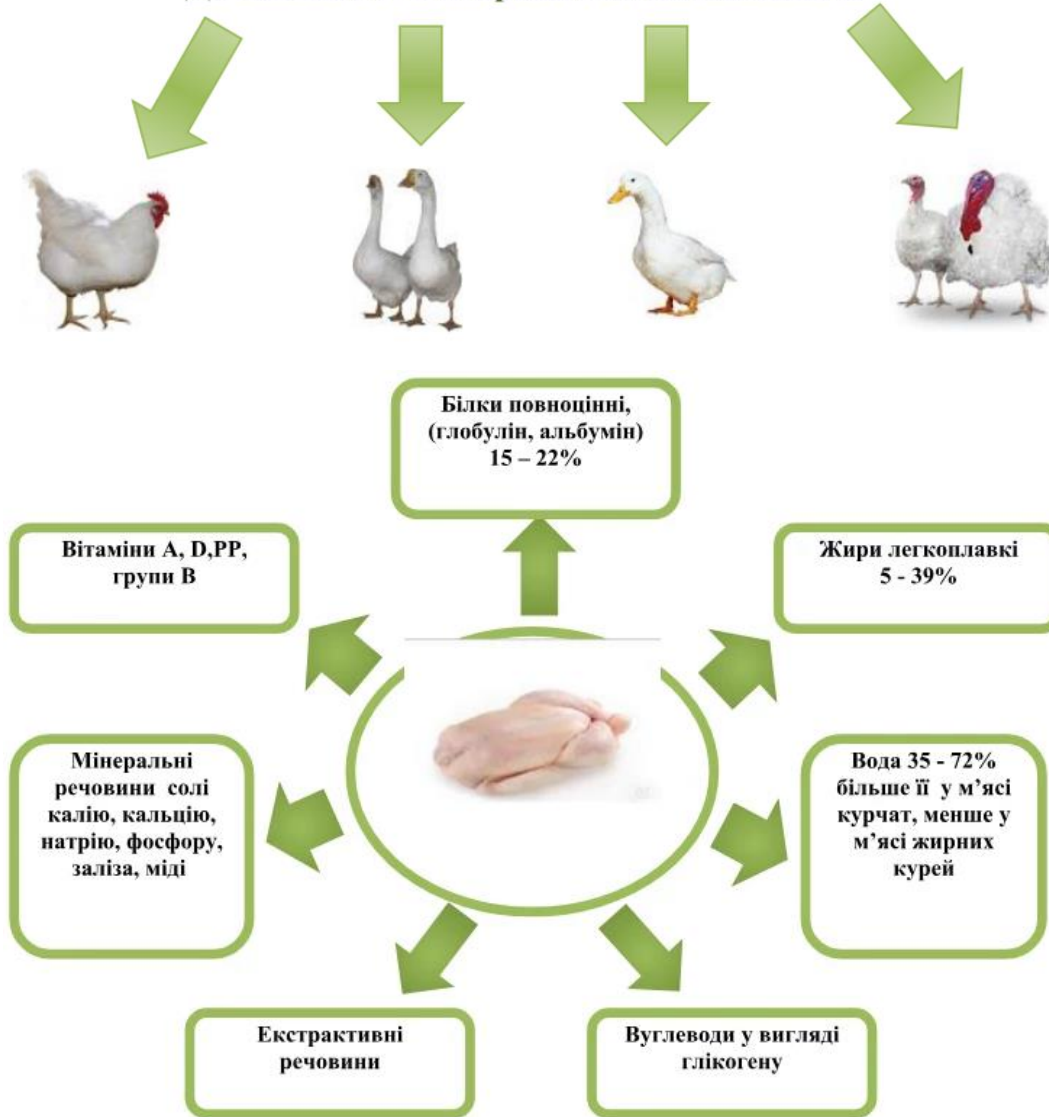 Білки повноцінні,
(глобулін, альбумін)
15 – 22%
Вітаміни А, D,РР,
групи В
Жири легкоплавкі
5 - 39%
Мінеральні
речовини солі
калію, кальцію,
натрію, фосфору,
заліза, міді
Вода 35 - 72%
більше її у м’ясі
курчат, менше у
м’ясі жирних
курей
Екстрактивні
речовини
Вуглеводи у вигляді
глікогену